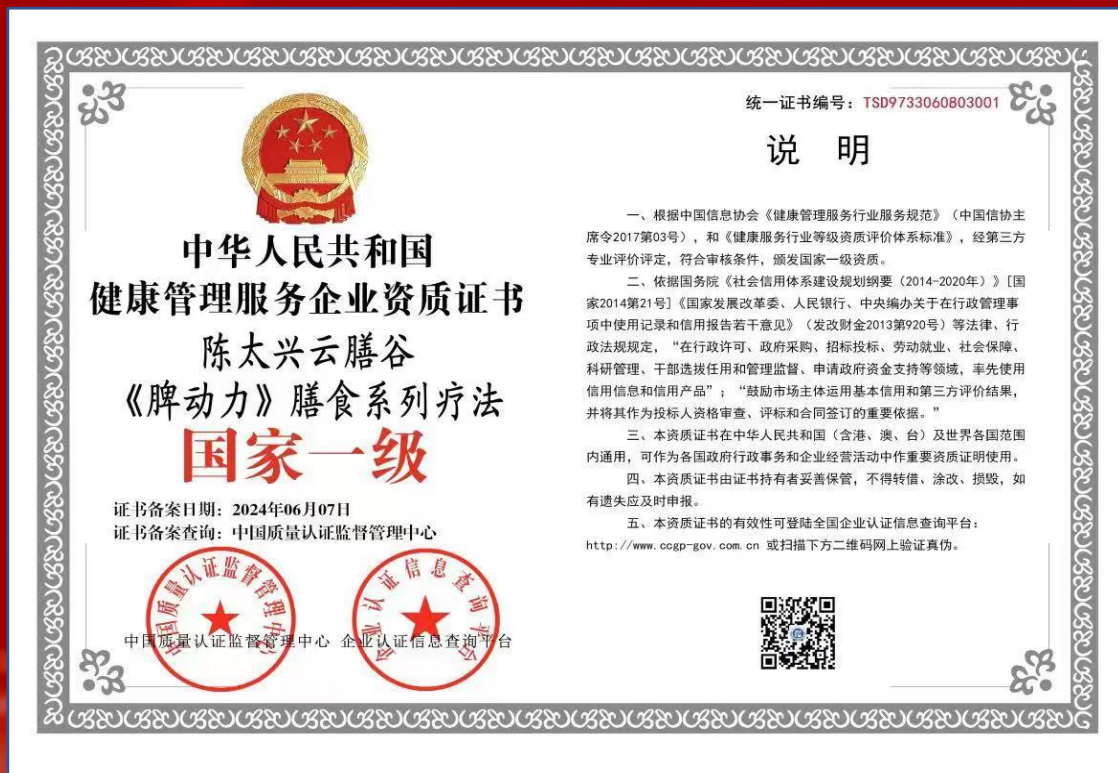 中华人民共和国
健康管理服务企业资质证书
陈太兴云膳谷
《脾动力》膳食系列疗法
国家一级
证书备案日期：2024年06月07日
证书备案查询：中国质量认证监督管理中心
中国质量认证监督管理中心
企业认证信息查询平台
中国质量认证监督管理中心 企业认证信息查询平台
统一证书编号：TSD9733060803001
说 明
一、根据中国信息协会《健康管理服务行业服务规范》（中国信协主
席令2017第03号），和《健康服务行业等级资质评价体系标准》，经第三方
专业评价评定，符合审核条件，颁发国家一级资质。
二、依据国务院《社会信用体系建设规划纲要（2014-2020年）》[国
家2014第21号]《国家发展改革委、人民银行、中央编办关于在行政管理事
项中使用记录和信用报告若干意见》（发改财金2013第920号）等法律、行
政法规规定，“在行政许可、政府采购、招标投标、劳动就业、社会保障、
科研管理、干部选拔任用和管理监督、申请政府资金支持等领域，率先使用
信用信息和信用产品”；“鼓励市场主体运用基本信用和第三方评价结果，
并将其作为投标人资格审查、评标和合同签订的重要依据。”
三、本资质证书在中华人民共和国（含港、澳、台）及世界各国范围
内通用，可作为各国政府行政事务和企业经营活动中作重要资质证明使用。
四、本资质证书由证书持有者妥善保管，不得转借、涂改、损毁，如
有遗失应及时申报。
五、本资质证书的有效性可登陆全国企业认证信息查询平台：
http://www.ccgp-gov.com.cn 或扫描下方二维码网上验证真伪。